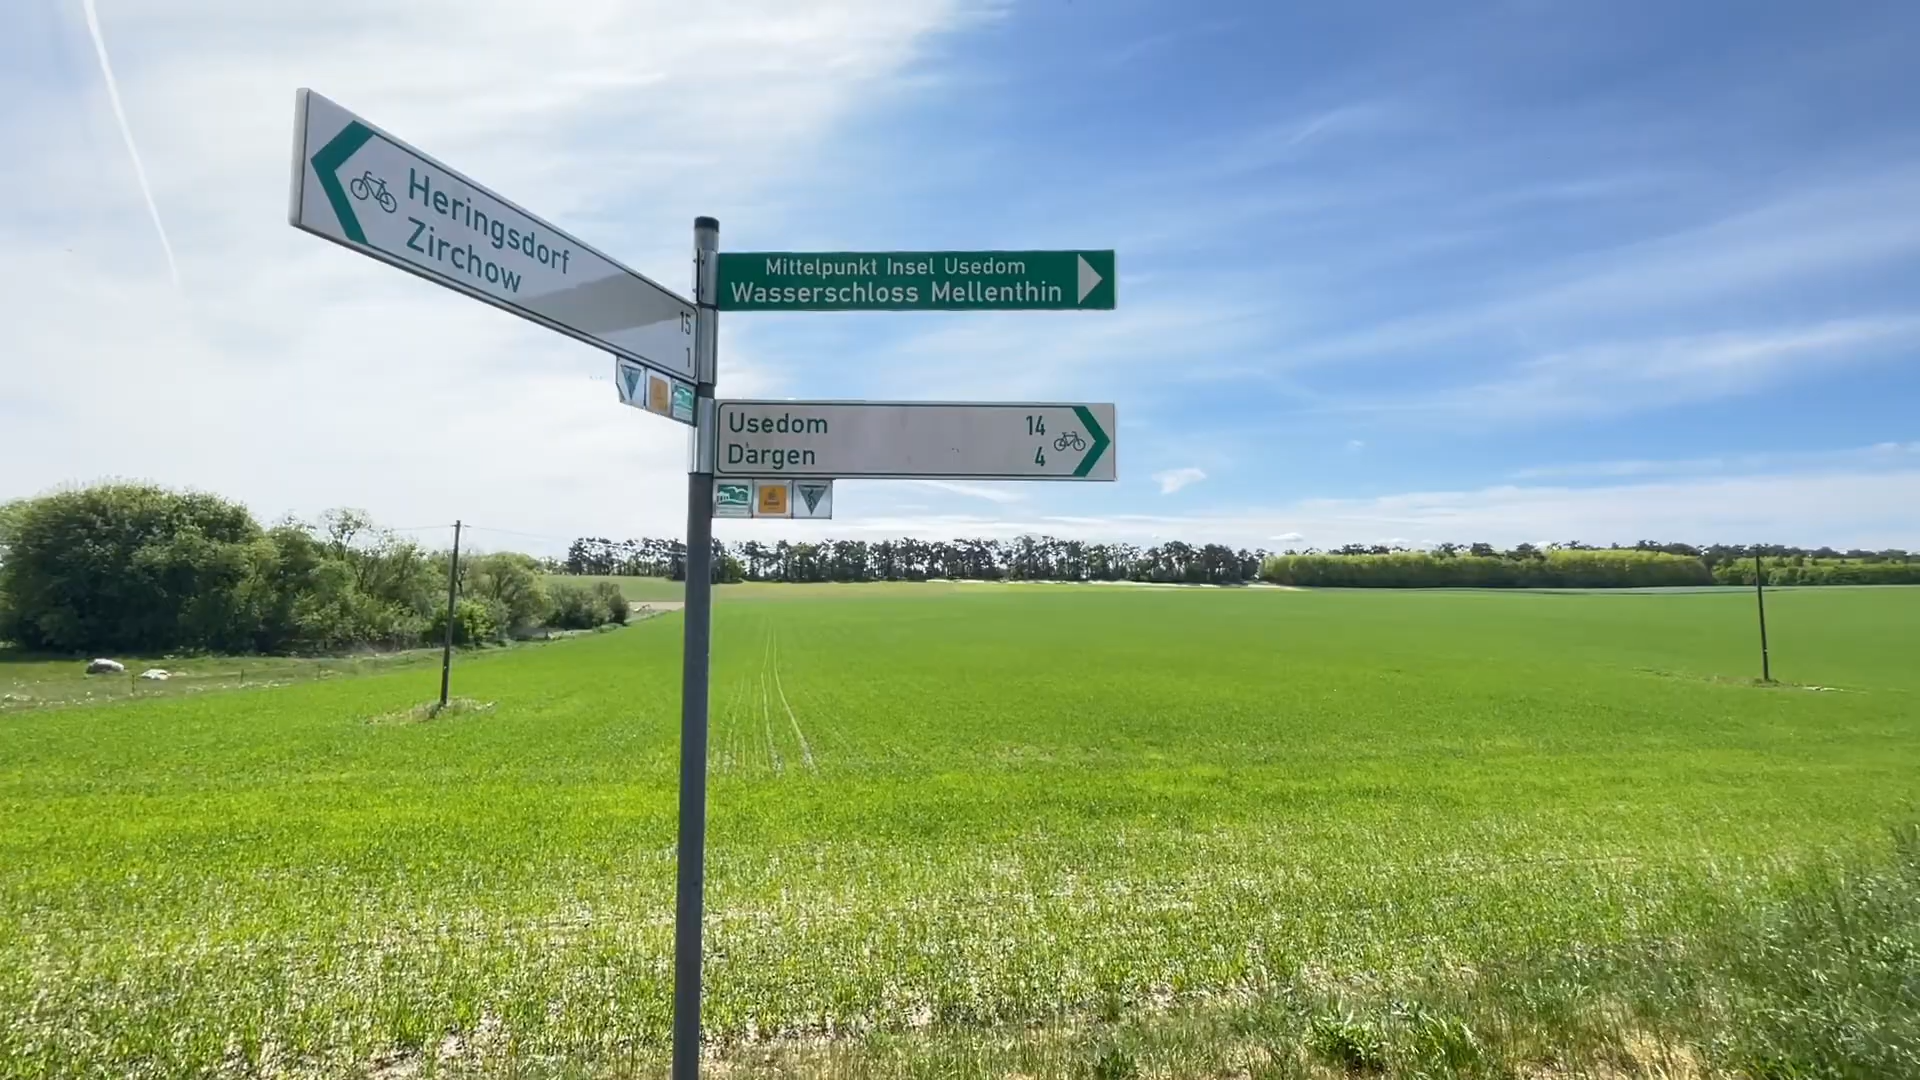 Heringsdorf 15
Zirchow 1
Mittelpunkt Insel Usedom
Wasserschloss Mellenthin
Usedom 14
Dargen 4